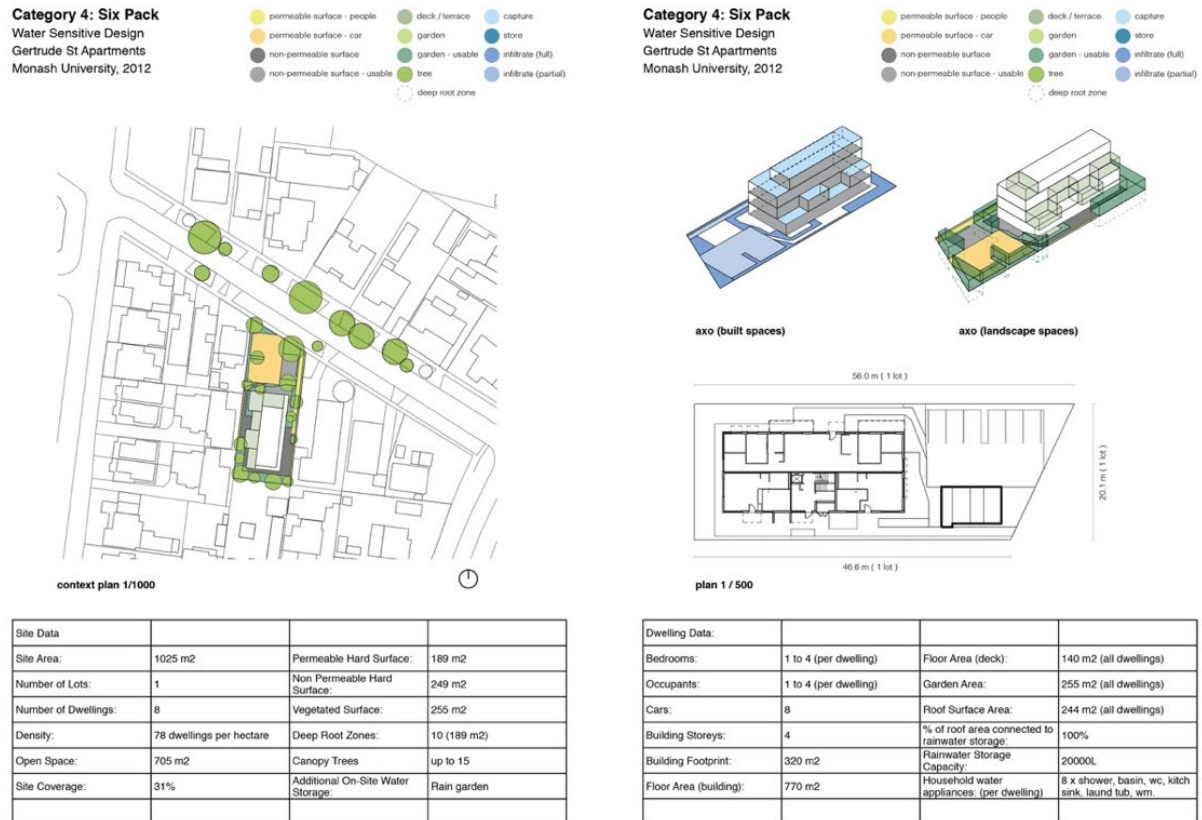 Category 4: Six Pack
Water Sensitive Design
Gertrude St Apartments
Monash University, 2012
permeable surface - people
permeable surface - car
non-permeable surface
non-permeable surface - usable
deck / terrace
garden
garden - usable
tree
deep root zone
capture
store
infiltrate (full)
infiltrate (partial)
context plan 1/1000
Site Data
Site Area: 1025 m2 Permeable Hard Surface: 189 m2
Number of Lots: 1 Non Permeable Hard
Surface: 249 m2
Number of Dwellings: 8 Vegetated Surface: 255 m2
Density: 78 dwellings per hectare Deep Root Zones: 10 (189 m2)
Open Space: 705 m2 Canopy Trees up to 15
Site Coverage: 31% Additional On-Site Water
Storage: Rain garden
Category 4: Six Pack
Water Sensitive Design
Gertrude St Apartments
Monash University, 2012
permeable surface - people
permeable surface - car
non-permeable surface
non-permeable surface - usable
deck / terrace
garden
garden - usable
tree
deep root zone
capture
store
infiltrate (full)
infiltrate (partial)
axo (built spaces)
axo (landscape spaces)
56.0 m ( 1 lot )
20.1 m ( 1 lot )
46.6 m ( 1 lot )
plan 1 / 500
Dwelling Data:
Bedrooms: 1 to 4 (per dwelling) Floor Area (deck): 140 m2 (all dwellings)
Occupants: 1 to 4 (per dwelling) Garden Area: 255 m2 (all dwellings)
Cars: 8 Roof Surface Area: 244 m2 (all dwellings)
Building Storeys: 4 % of roof area connected to
rainwater storage: 100%
Building Footprint: 320 m2 Rainwater Storage
Capacity: 20000L
Floor Area (building): 770 m2 Household water
appliances: (per dwelling) 8 x shower, basin, wc, kitch
sink, laund tub, wm.